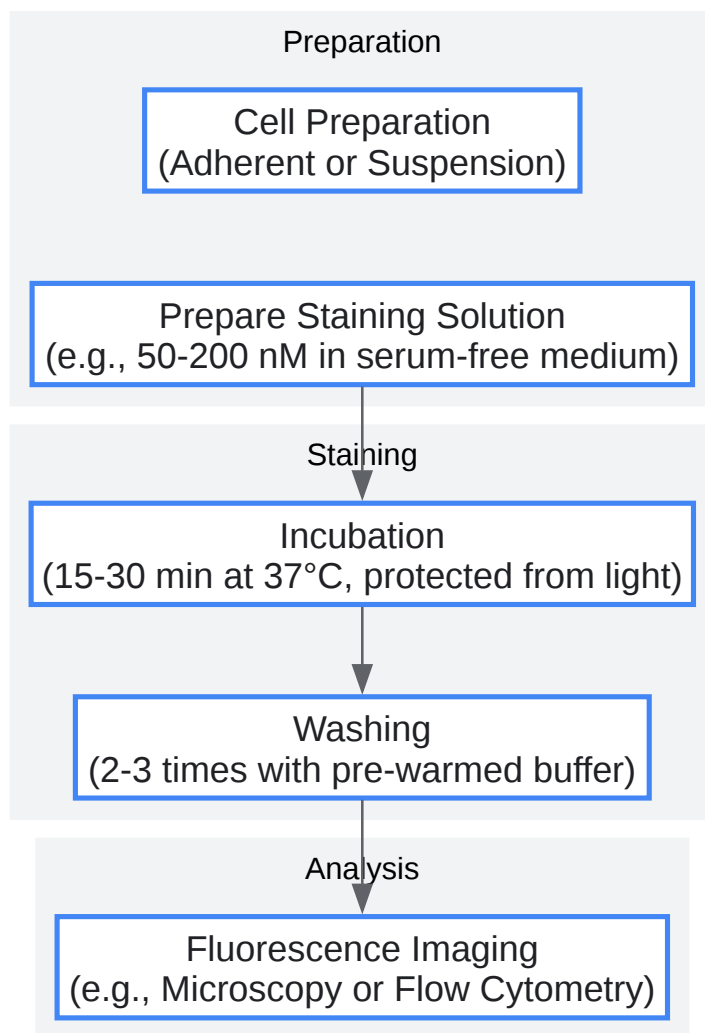 Preparation
Cell Preparation
(Adherent or Suspension)
Prepare Staining Solution
(e.g., 50-200 nM in serum-free medium)
Staining
Incubation
(15-30 min at 37°C, protected from light)
Washing
(2-3 times with pre-warmed buffer)
Analysis
Fluorescence Imaging
(e.g., Microscopy or Flow Cytometry)